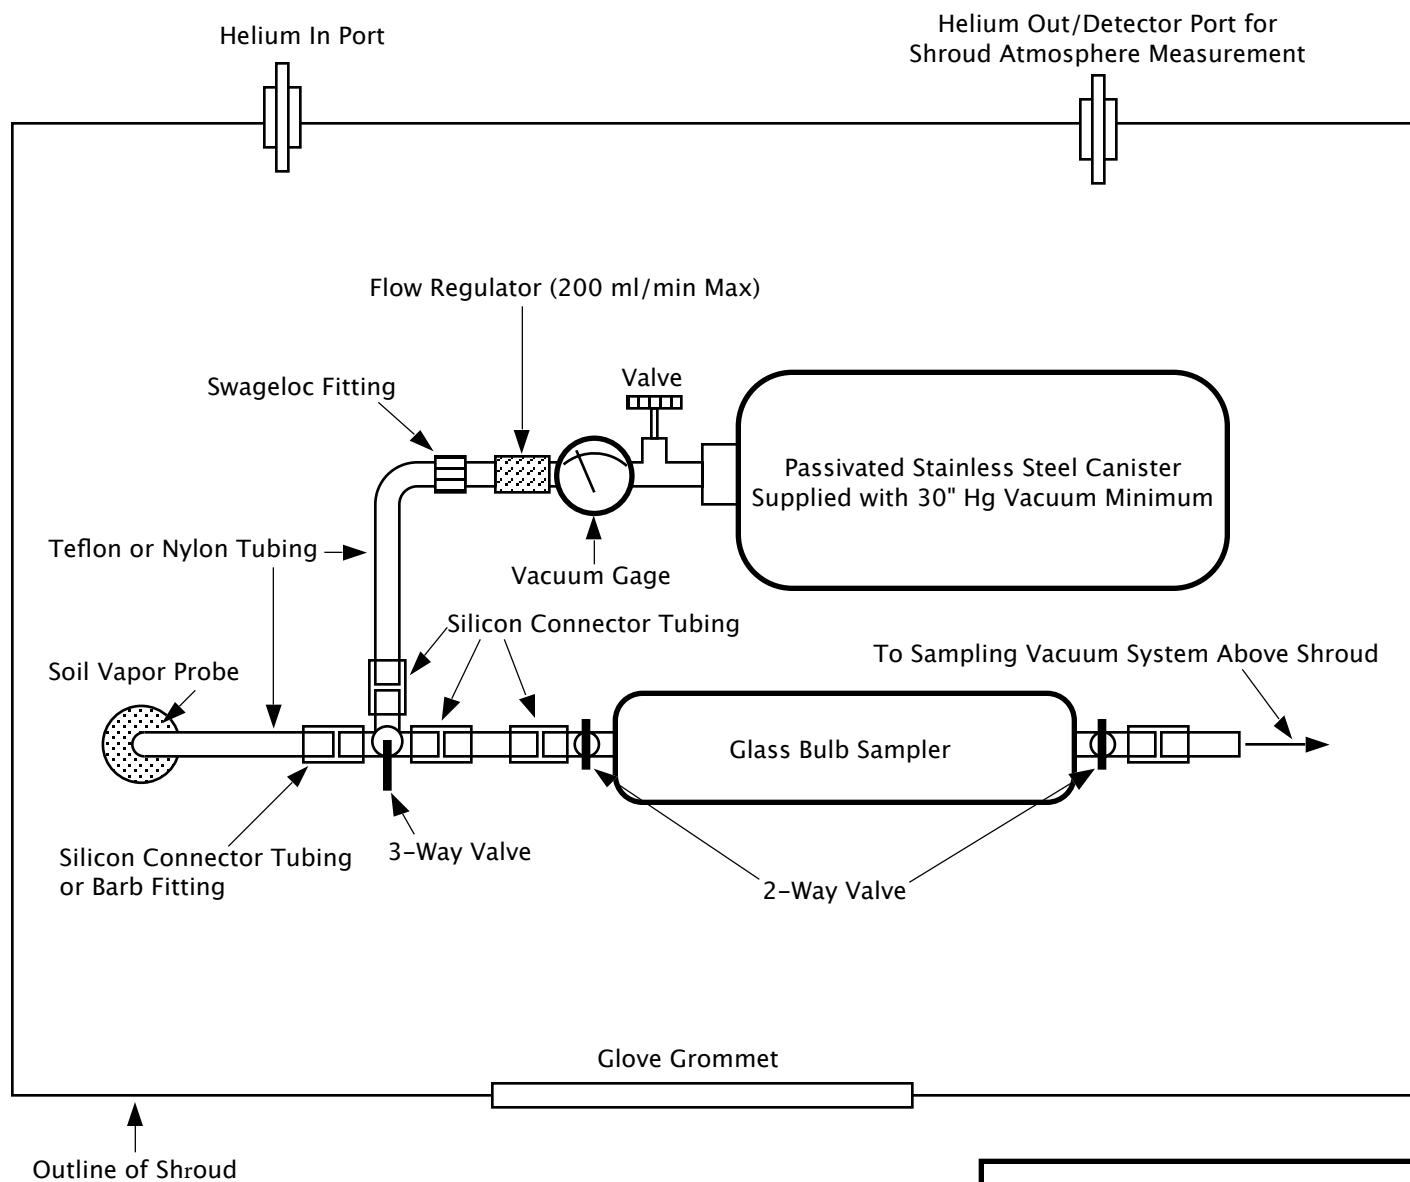 Helium In Port
Helium Out/Detector Port for
Shroud Atmosphere Measurement
Flow Regulator (200 ml/min Max)
Swageloc Fitting
Valve
Passivated Stainless Steel Canister
Supplied with 30" Hg Vacuum Minimum
Teflon or Nylon Tubing
Vacuum Gage
Silicon Connector Tubing
To Sampling Vacuum System Above Shroud
Soil Vapor Probe
Glass Bulb Sampler
3-Way Valve
Silicon Connector Tubing
or Barb Fitting
2-Way Valve
Glove Grommet
Outline of Shroud